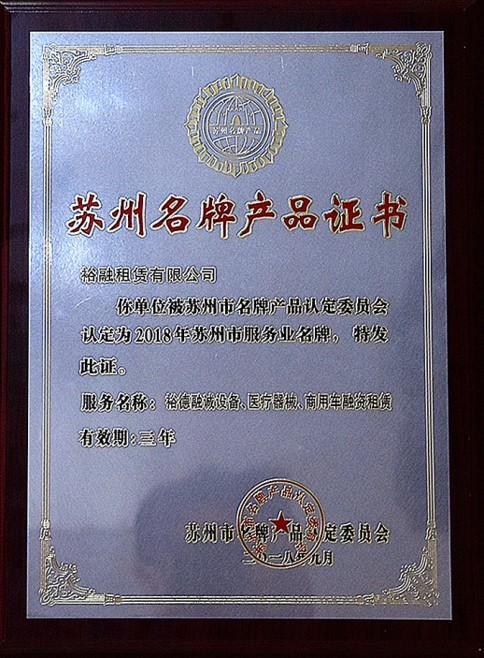 苏州名牌产品
苏州名牌产品证书
裕融租赁有限公司
你单位被苏州市名牌产品认定委员会
认定为2018年苏州市服务业名牌，特发
此证。
服务名称：裕德融诚设备、医疗器械、商用车融资租赁
有效期：三年
苏州市名牌产品认定委员会
二〇一八年九月